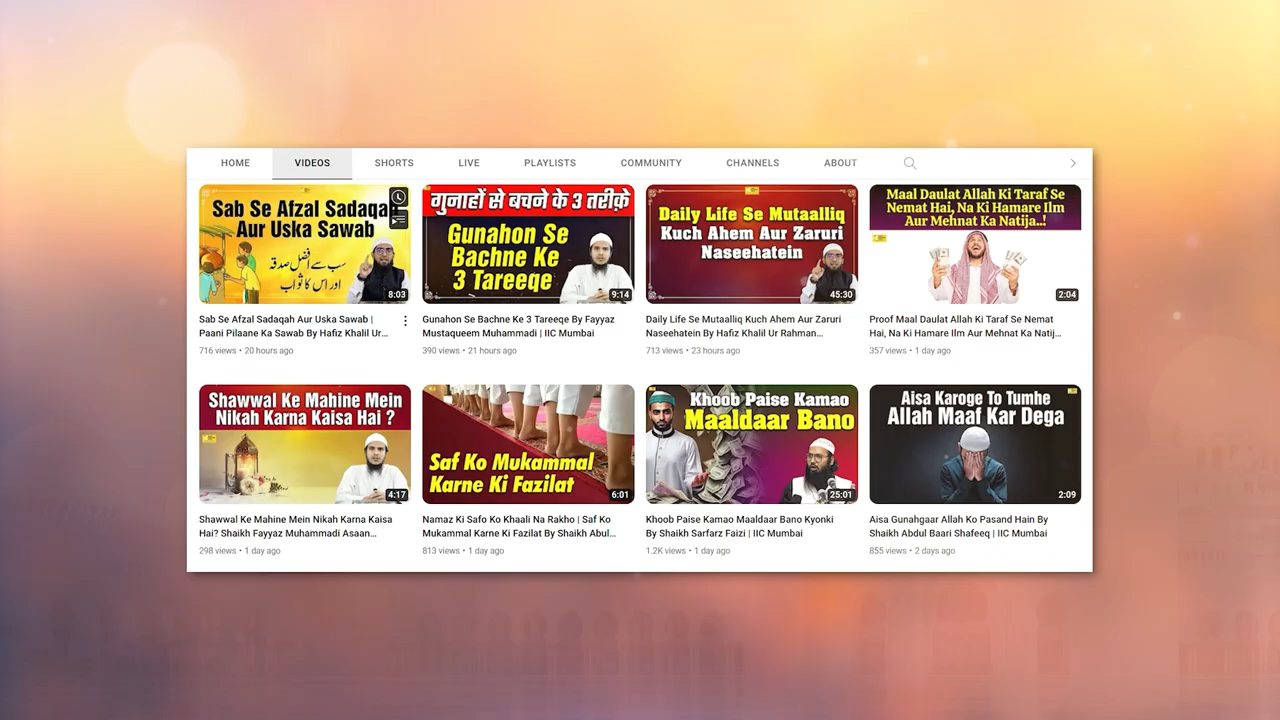 HOME VIDEOS SHORTS LIVE PLAYLISTS COMMUNITY CHANNELS ABOUT
Sab Se Afzal Sadaqah
Aur Uska Sawab
سب سے افضل صدقہ
اور اس کا ثواب
8:03
Sab Se Afzal Sadaqah Aur Uska Sawab |
Paani Pilaane Ka Sawab By Hafiz Khalil Ur...
716 views • 20 hours ago
गुनाहों से बचने के 3 तरीक़े
Gunahon Se
Bachne Ke
3 Tareeqe
9:14
Gunahon Se Bachne Ke 3 Tareeqe By Fayyaz
Mustaqueem Muhammadi | IIC Mumbai
390 views • 21 hours ago
Daily Life Se Mutaalliq
Kuch Ahem Aur Zaruri
Naseehatein
45:30
Daily Life Se Mutaalliq Kuch Ahem Aur Zaruri
Naseehatein By Hafiz Khalil Ur Rahman...
713 views • 23 hours ago
Maal Daulat Allah Ki Taraf Se
Nemat Hai, Na Ki Hamare Ilm
Aur Mehnat Ka Natija..!
2:04
Proof Maal Daulat Allah Ki Taraf Se Nemat
Hai, Na Ki Hamare Ilm Aur Mehnat Ka Natij...
357 views • 1 day ago
Shawwal Ke Mahine Mein
Nikah Karna Kaisa Hai ?
4:17
Shawwal Ke Mahine Mein Nikah Karna Kaisa
Hai? Shaikh Fayyaz Muhammadi Asaan...
298 views • 1 day ago
Saf Ko Mukammal
Karne Ki Fazilat
6:01
Namaz Ki Safo Ko Khaali Na Rakho | Saf Ko
Mukammal Karne Ki Fazilat By Shaikh Abul...
813 views • 1 day ago
Khoob Paise Kamao
Maaldaar Bano
25:01
Khoob Paise Kamao Maaldaar Bano Kyonki
By Shaikh Sarfarz Faizi | IIC Mumbai
1.2K views • 1 day ago
Aisa Karoge To Tumhe
Allah Maaf Kar Dega
2:09
Aisa Gunahgaar Allah Ko Pasand Hain By
Shaikh Abdul Baari Shafeeq | IIC Mumbai
855 views • 2 days ago